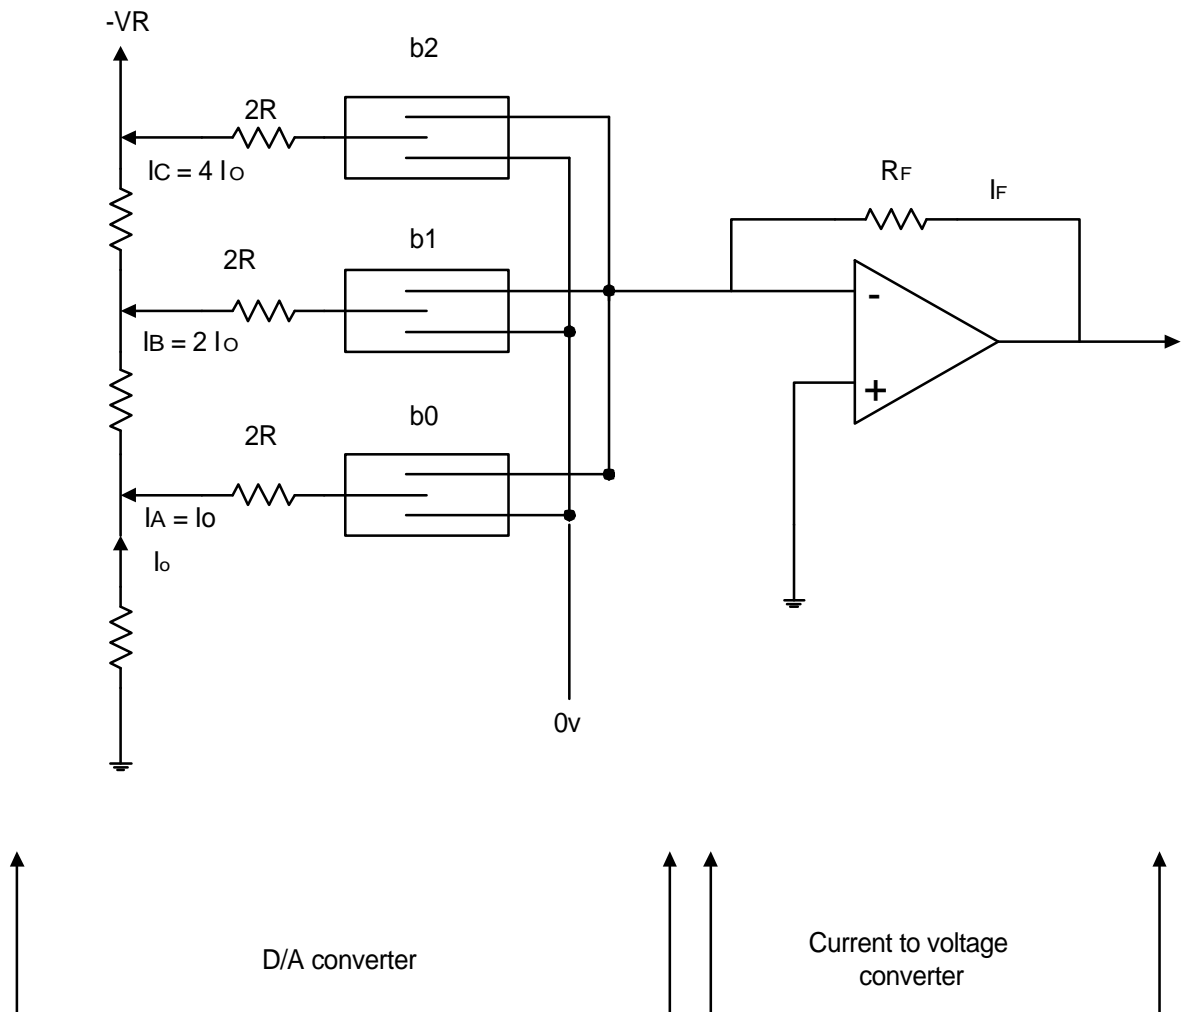 -VR
b2
2R
IC = 4 IO
RF
IF
b1
2R
-
IB = 2 IO
+
b0
2R
IA = Io
Io
0v
D/A converter
Current to voltage
converter